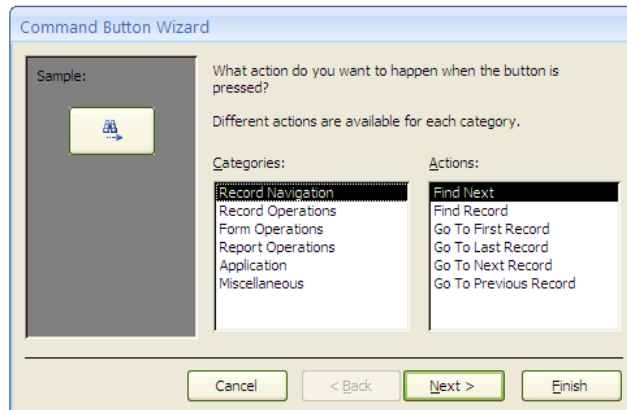 Command Button Wizard
Sample:
What action do you want to happen when the button is
pressed?
Different actions are available for each category.
Categories:
Record Navigation
Record Operations
Form Operations
Report Operations
Application
Miscellaneous
Actions:
Find Next
Find Record
Go To First Record
Go To Last Record
Go To Next Record
Go To Previous Record
Cancel
< Back
Next >
Finish